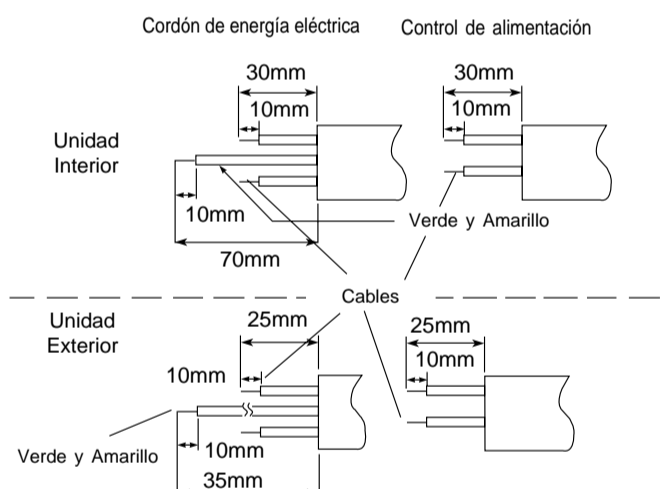 Cordón de energía eléctrica
Control de alimentación
30mm
10mm
30mm
10mm
Unidad
Interior
10mm
Verde y Amarillo
70mm
Cables
Unidad
Exterior
25mm
25mm
10mm
10mm
Verde y Amarillo
10mm
35mm